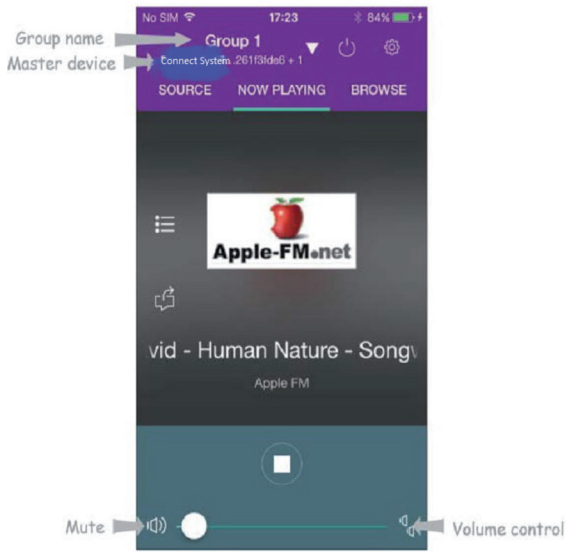 No SIM 17:23 84%
Group name
Group 1
Master device
Connect System...261f3fde6 + 1
SOURCE NOW PLAYING BROWSE
Apple-FM.net
vid - Human Nature - Songv
Apple FM
Mute
Volume control